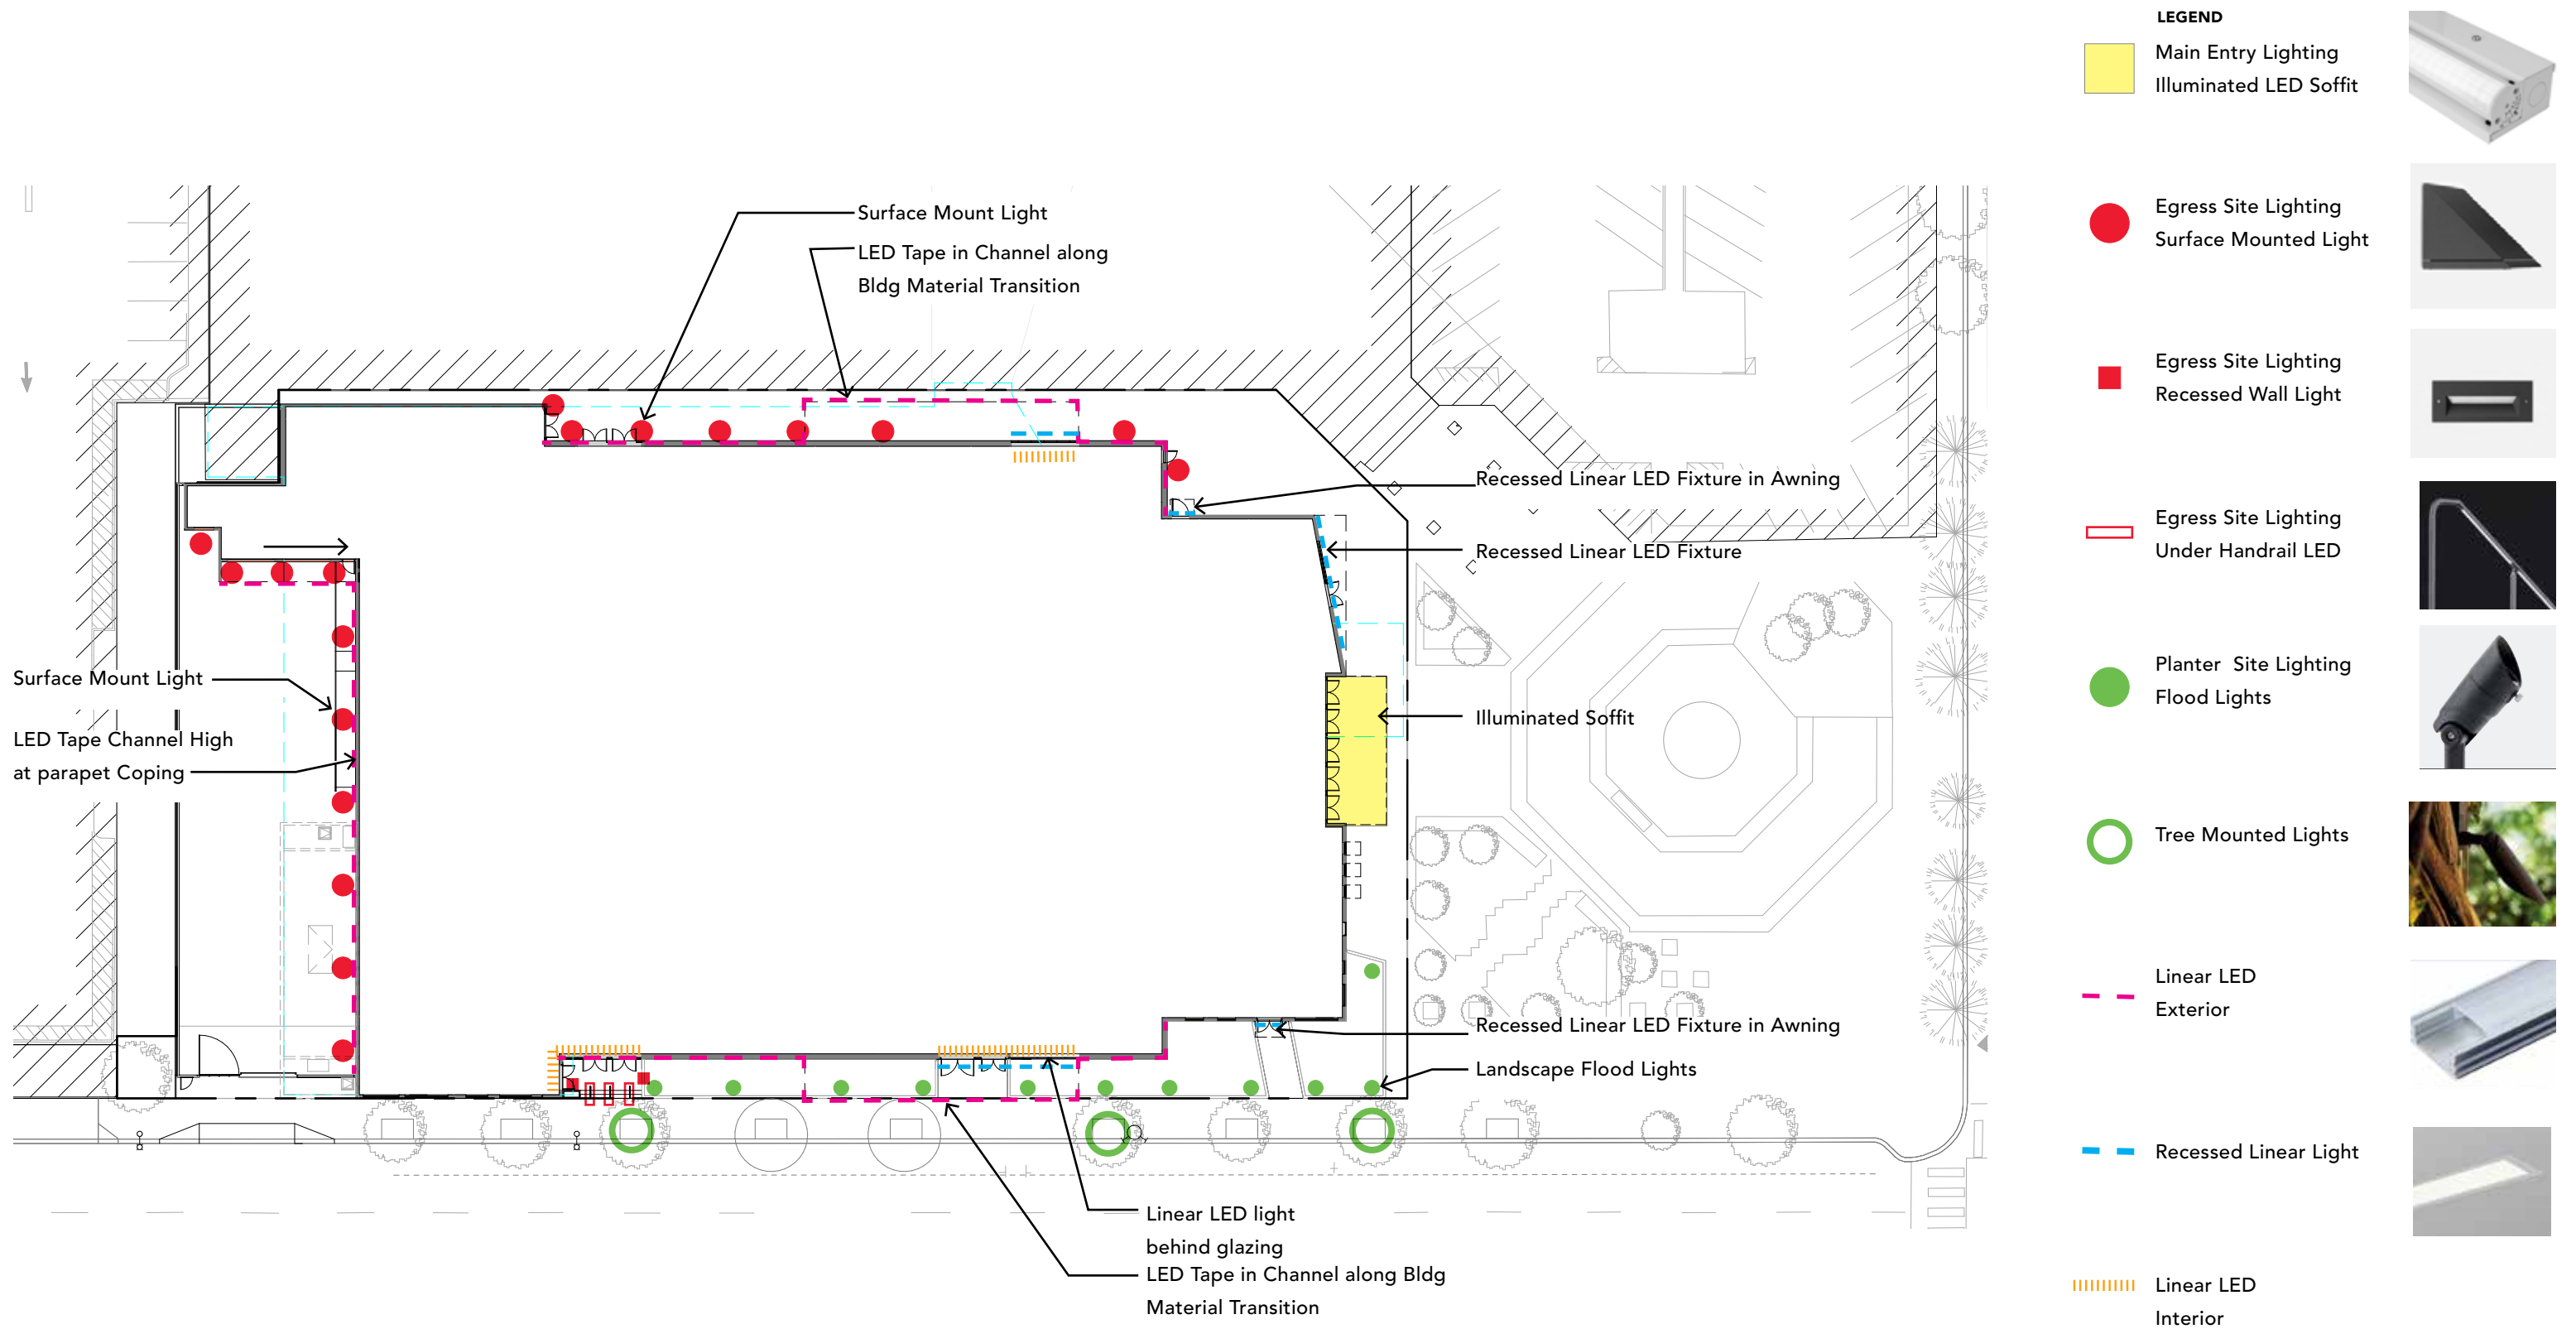 Surface Mount Light
LED Tape in Channel along
Bldg Material Transition
Recessed Linear LED Fixture in Awning
Recessed Linear LED Fixture
Surface Mount Light
LED Tape Channel High
at parapet Coping
Illuminated Soffit
Recessed Linear LED Fixture in Awning
Landscape Flood Lights
Linear LED light
behind glazing
LED Tape in Channel along Bldg
Material Transition
LEGEND
Main Entry Lighting
Illuminated LED Soffit
Egress Site Lighting
Surface Mounted Light
Egress Site Lighting
Recessed Wall Light
Egress Site Lighting
Under Handrail LED
Planter Site Lighting
Flood Lights
Tree Mounted Lights
Linear LED
Exterior
Recessed Linear Light
Linear LED
Interior